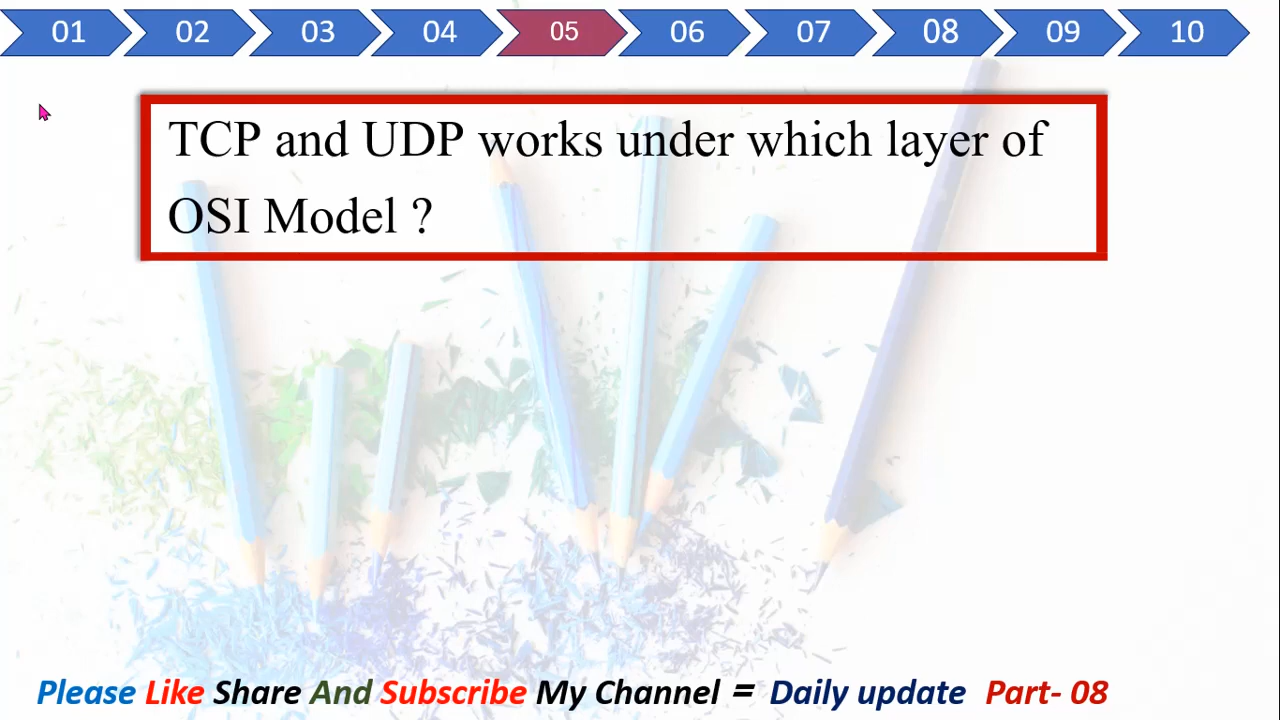 01 02 03 04 05 06 07 08 09 10
TCP and UDP works under which layer of
OSI Model ?
Please Like Share And Subscribe My Channel = Daily update Part- 08